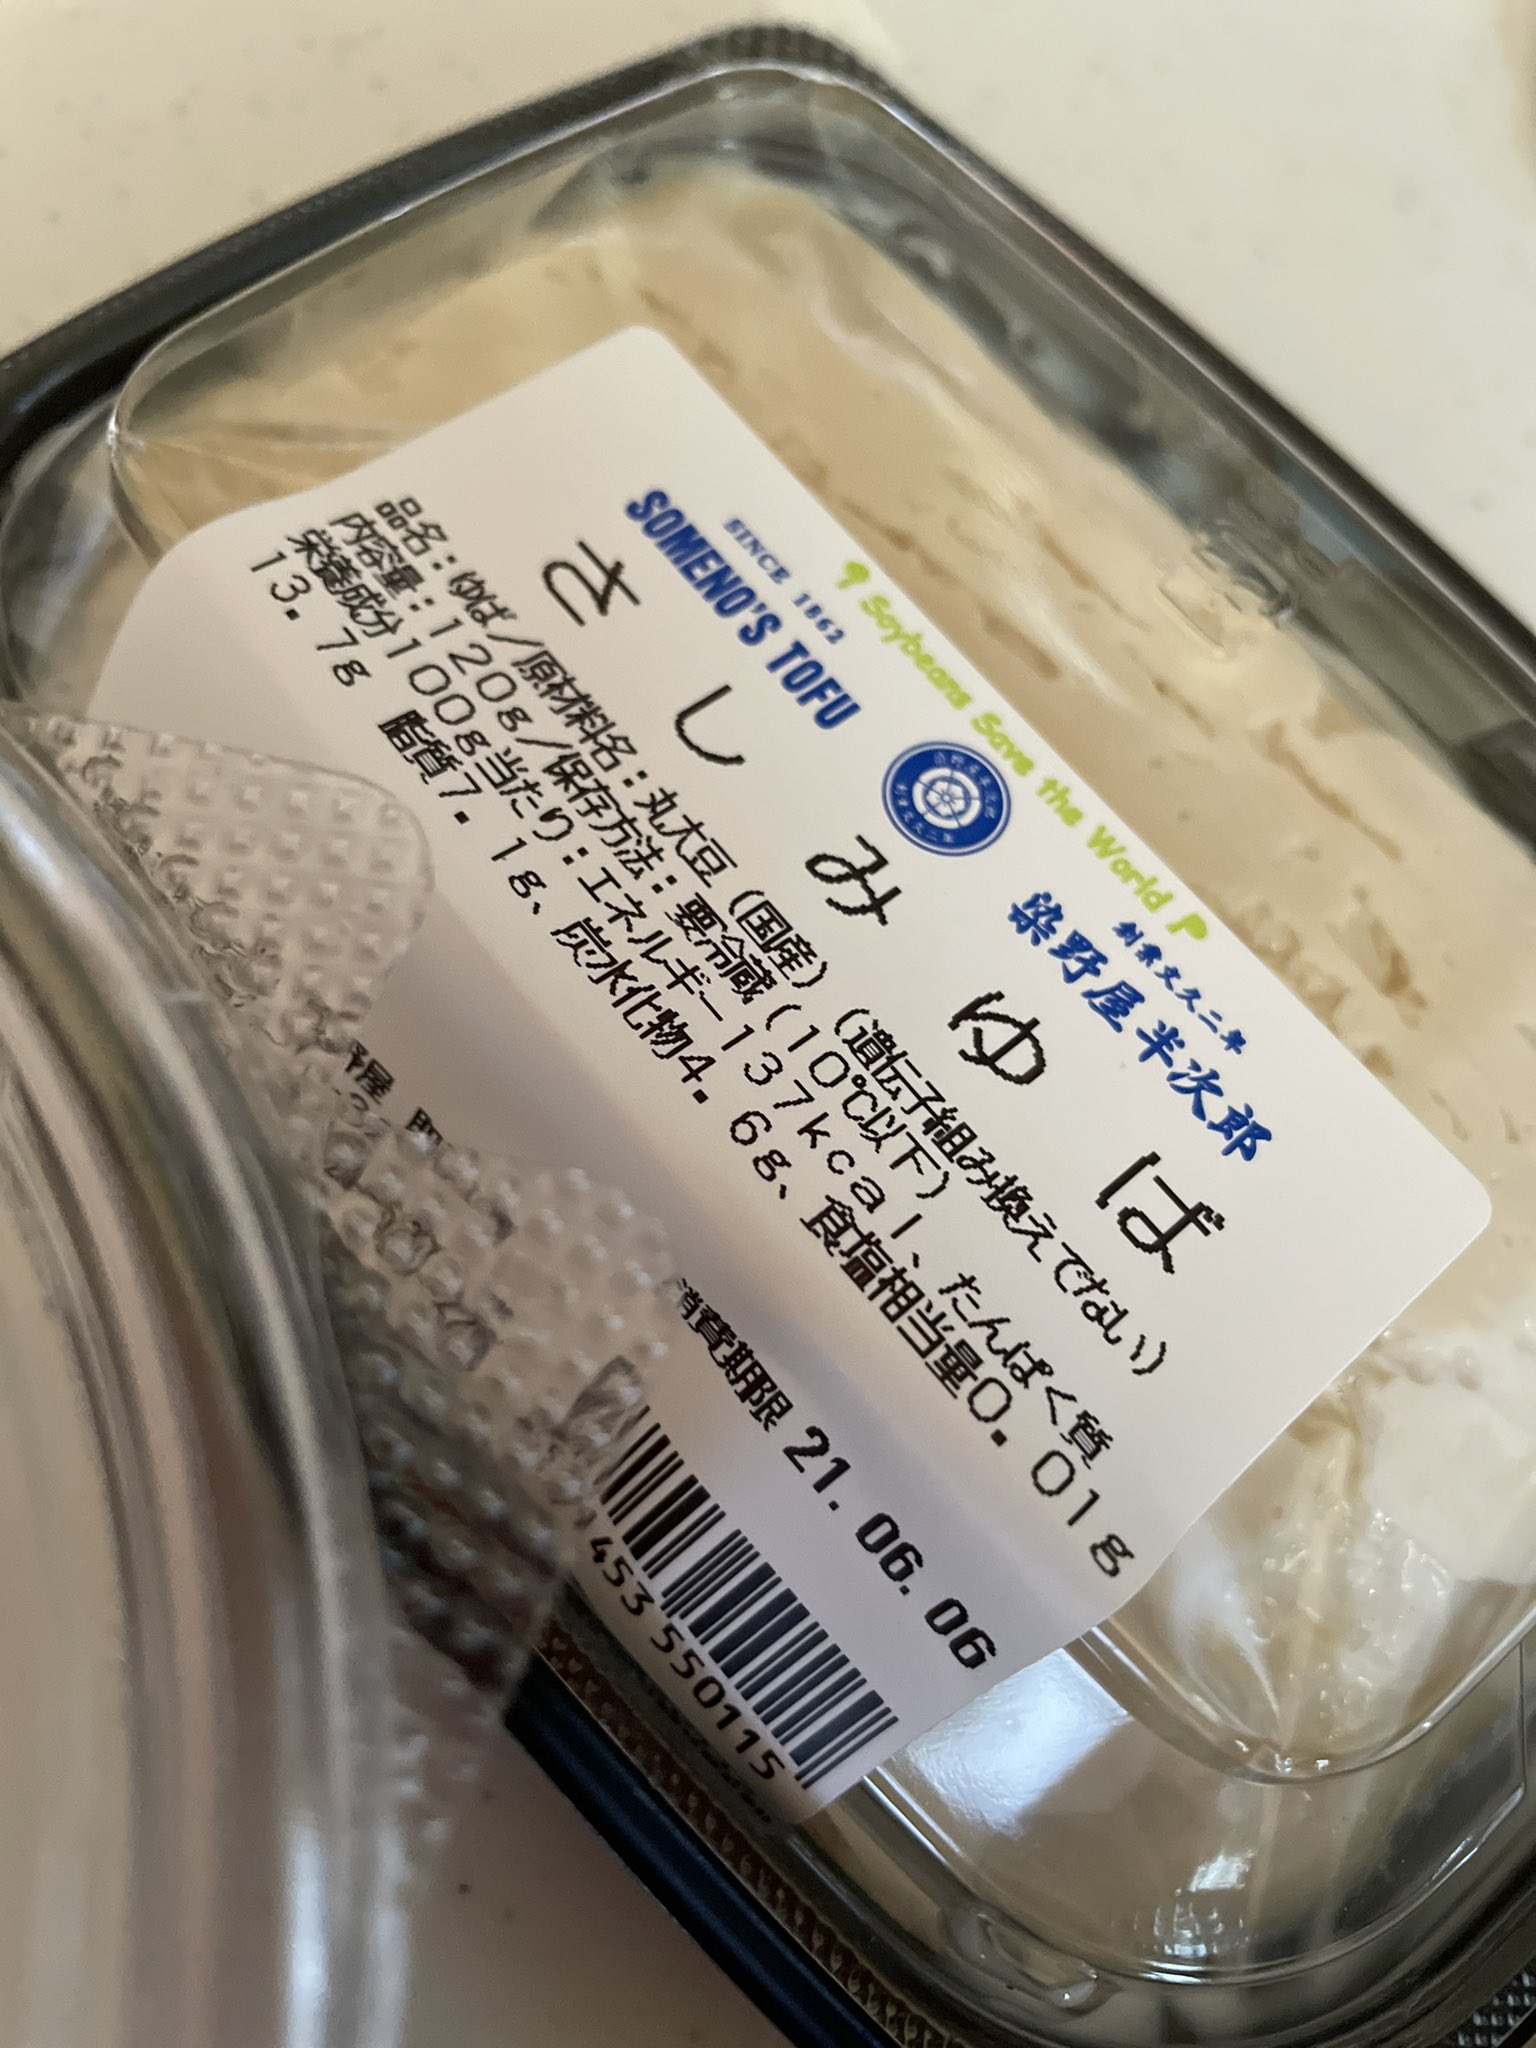 Soybeans Save the World
SINCE 1862
SOMENO'S TOFU
創業文久二年
染野屋半次郎
さしみゆば
品名：ゆば／原材料名：丸大豆（国産）（遺伝子組み換えでない）
内容量：120g／保存方法：要冷蔵（10℃以下）
栄養成分100g当たり：エネルギー137kcal、たんぱく質
13.7g 脂質7.1g、炭水化物4.6g、食塩相当量0.01g
野屋
消費期限 21.06.06
453 550115